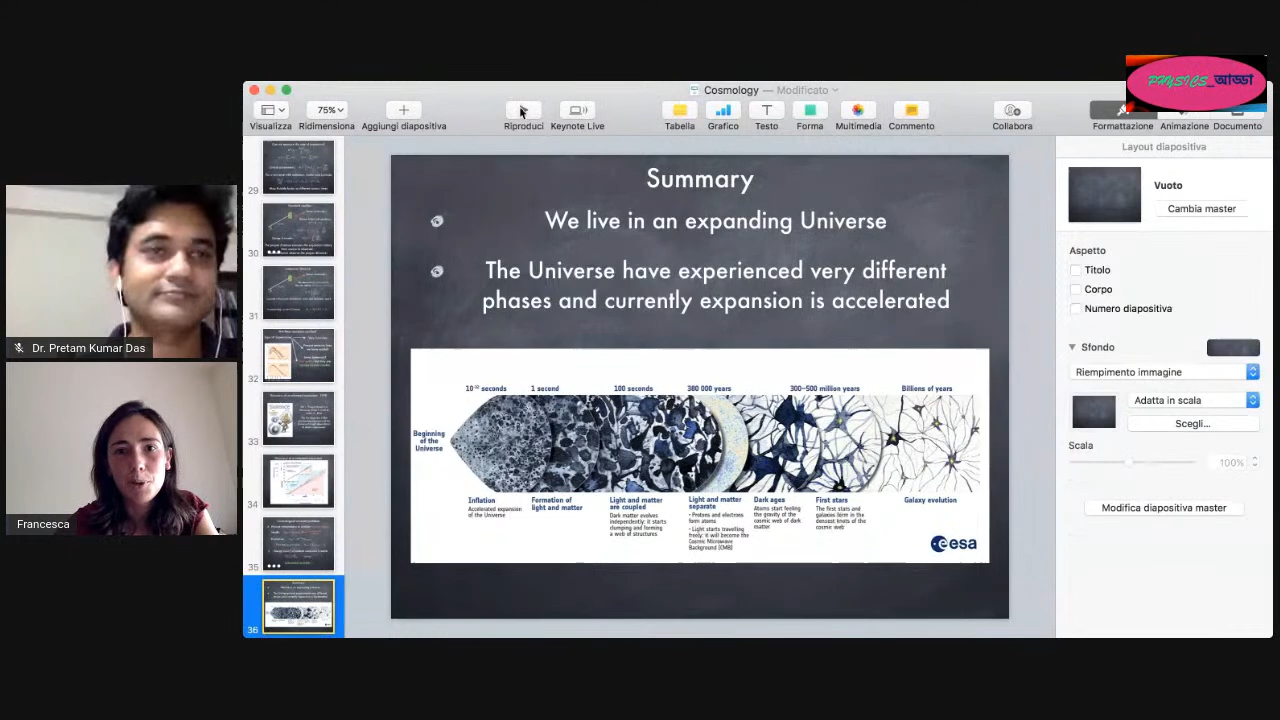 PHYSICS_আড্ডা
Cosmology — Modificato
75%
Visualizza
Ridimensiona
Aggiungi diapositiva
Riproduci
Keynote Live
Tabella
Grafico
Testo
Forma
Multimedia
Commento
Collabora
Formattazione
Animazione
Documento
Layout diapositiva
Vuoto
Cambia master
Aspetto
Titolo
Corpo
Numero diapositiva
Sfondo
Riempimento immagine
Adatta in scala
Scegli...
Scala
100%
Modifica diapositiva master
29
30
31
32
33
34
35
36
Summary
We live in an expanding Universe
The Universe have experienced very different
phases and currently expansion is accelerated
1 second
100 seconds
380 000 years
300–500 million years
Billions of years
Beginning
of the
Universe
Inflation
Accelerated expansion
of the Universe
Formation of
light and matter
Light and matter
are coupled
Dark matter evolves
independently: it starts
clumping and forming
a web of structures
Light and matter
separate
• Protons and electrons
form atoms
• Light starts travelling
freely: it will become the
Cosmic Microwave
Background (CMB)
Dark ages
Atoms start feeling
the gravity of the
cosmic web of dark
matter
First stars
The first stars and
galaxies form in the
densest knots of the
cosmic web
Galaxy evolution
esa
Dr. Pretam Kumar Das
Francesca